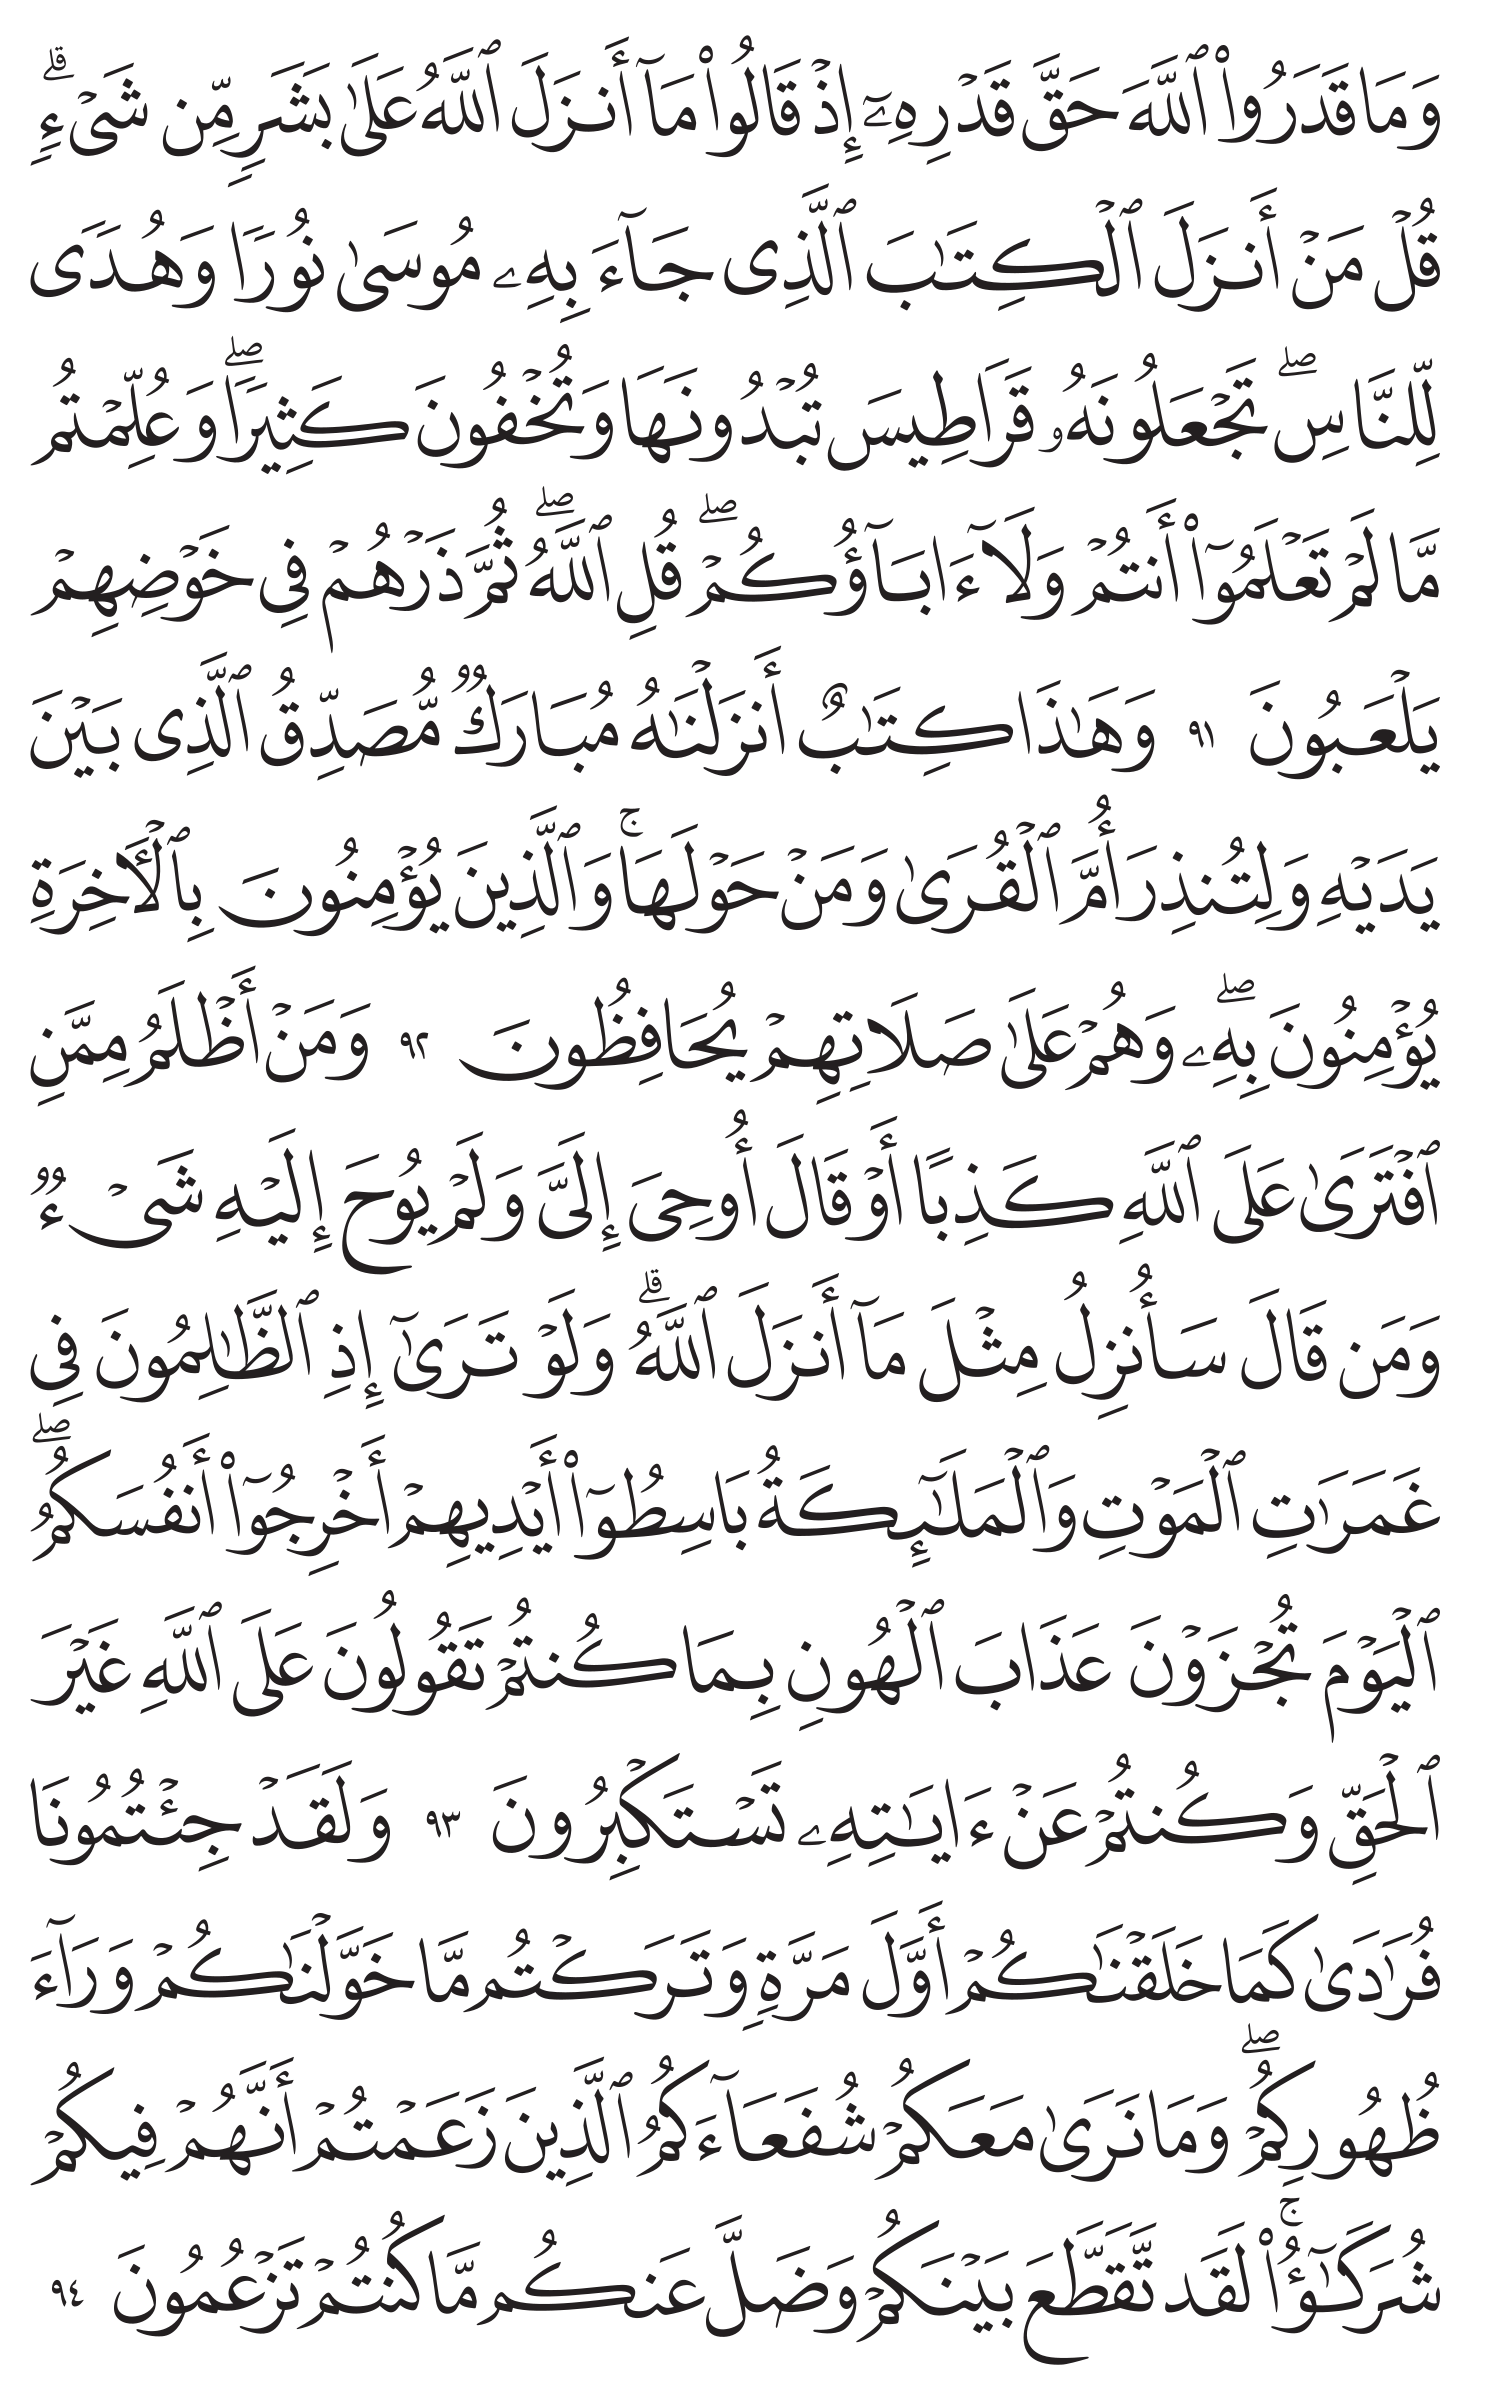 وَمَا قَدَرُوا۟ ٱللَّهَ حَقَّ قَدْرِهِۦٓ إِذْ قَالُوا۟ مَآ أَنزَلَ ٱللَّهُ عَلَىٰ بَشَرٍ مِّن شَىْءٍ ۗ
قُلْ مَنْ أَنزَلَ ٱلْكِتَـٰبَ ٱلَّذِى جَآءَ بِهِۦ مُوسَىٰ نُورًا وَهُدًى
لِّلنَّاسِ ۖ تَجْعَلُونَهُۥ قَرَاطِيسَ تُبْدُونَهَا وَتُخْفُونَ كَثِيرًا ۖ وَعُلِّمْتُم
مَّا لَمْ تَعْلَمُوٓا۟ أَنتُمْ وَلَآ ءَابَآؤُكُمْ ۖ قُلِ ٱللَّهُ ۖ ثُمَّ ذَرْهُمْ فِى خَوْضِهِمْ
يَلْعَبُونَ ٩١ وَهَـٰذَا كِتَـٰبٌ أَنزَلْنَـٰهُ مُبَارَكٌ مُّصَدِّقُ ٱلَّذِى بَيْنَ
يَدَيْهِ وَلِتُنذِرَ أُمَّ ٱلْقُرَىٰ وَمَنْ حَوْلَهَا ۚ وَٱلَّذِينَ يُؤْمِنُونَ بِٱلْـَٔاخِرَةِ
يُؤْمِنُونَ بِهِۦ ۖ وَهُمْ عَلَىٰ صَلَاتِهِمْ يُحَافِظُونَ ٩٢ وَمَنْ أَظْلَمُ مِمَّنِ
ٱفْتَرَىٰ عَلَى ٱللَّهِ كَذِبًا أَوْ قَالَ أُوحِىَ إِلَىَّ وَلَمْ يُوحَ إِلَيْهِ شَىْءٌ
وَمَن قَالَ سَأُنزِلُ مِثْلَ مَآ أَنزَلَ ٱللَّهُ ۗ وَلَوْ تَرَىٰٓ إِذِ ٱلظَّـٰلِمُونَ فِى
غَمَرَٰتِ ٱلْمَوْتِ وَٱلْمَلَـٰٓئِكَةُ بَاسِطُوٓا۟ أَيْدِيهِمْ أَخْرِجُوٓا۟ أَنفُسَكُمُ ۖ
ٱلْيَوْمَ تُجْزَوْنَ عَذَابَ ٱلْهُونِ بِمَا كُنتُمْ تَقُولُونَ عَلَى ٱللَّهِ غَيْرَ
ٱلْحَقِّ وَكُنتُمْ عَنْ ءَايَـٰتِهِۦ تَسْتَكْبِرُونَ ٩٣ وَلَقَدْ جِئْتُمُونَا
فُرَٰدَىٰ كَمَا خَلَقْنَـٰكُمْ أَوَّلَ مَرَّةٍ وَتَرَكْتُم مَّا خَوَّلْنَـٰكُمْ وَرَآءَ
ظُهُورِكُمْ ۖ وَمَا نَرَىٰ مَعَكُمْ شُفَعَآءَكُمُ ٱلَّذِينَ زَعَمْتُمْ أَنَّهُمْ فِيكُمْ
شُرَكَـٰٓؤُا۟ ۚ لَقَد تَّقَطَّعَ بَيْنَكُمْ وَضَلَّ عَنكُم مَّا كُنتُمْ تَزْعُمُونَ ٩٤